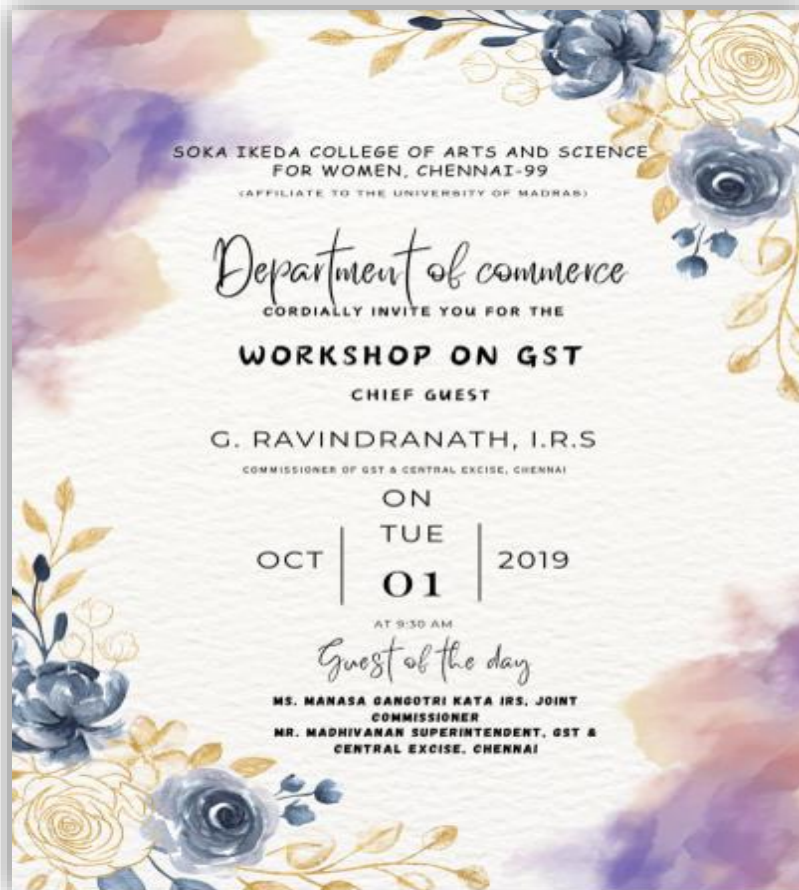 SOKA IKEDA COLLEGE OF ARTS AND SCIENCE
FOR WOMEN, CHENNAI-99
(AFFILIATE TO THE UNIVERSITY OF MADRAS)
Department of commerce
CORDIALLY INVITE YOU FOR THE
WORKSHOP ON GST
CHIEF GUEST
G. RAVINDRANATH, I.R.S
COMMISSIONER OF GST & CENTRAL EXCISE, CHENNAI
ON
TUE
OCT 01 2019
AT 9:30 AM
Guest of the day
MS. MANASA GANGOTRI KATA IRS, JOINT
COMMISSIONER
MR. MADHIVANAN SUPERINTENDENT, GST &
CENTRAL EXCISE, CHENNAI